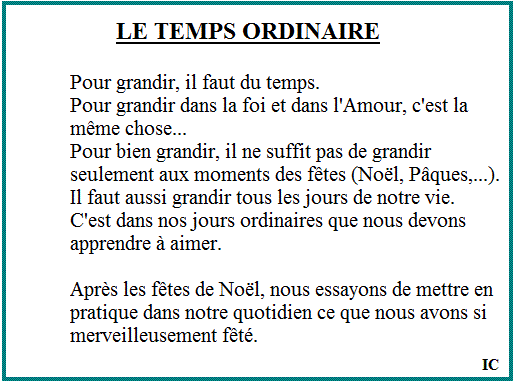 LE TEMPS ORDINAIRE
Pour grandir, il faut du temps.
Pour grandir dans la foi et dans l'Amour, c'est la
même chose...
Pour bien grandir, il ne suffit pas de grandir
seulement aux moments des fêtes (Noël, Pâques,...).
Il faut aussi grandir tous les jours de notre vie.
C'est dans nos jours ordinaires que nous devons
apprendre à aimer.
Après les fêtes de Noël, nous essayons de mettre en
pratique dans notre quotidien ce que nous avons si
merveilleusement fêté.
IC